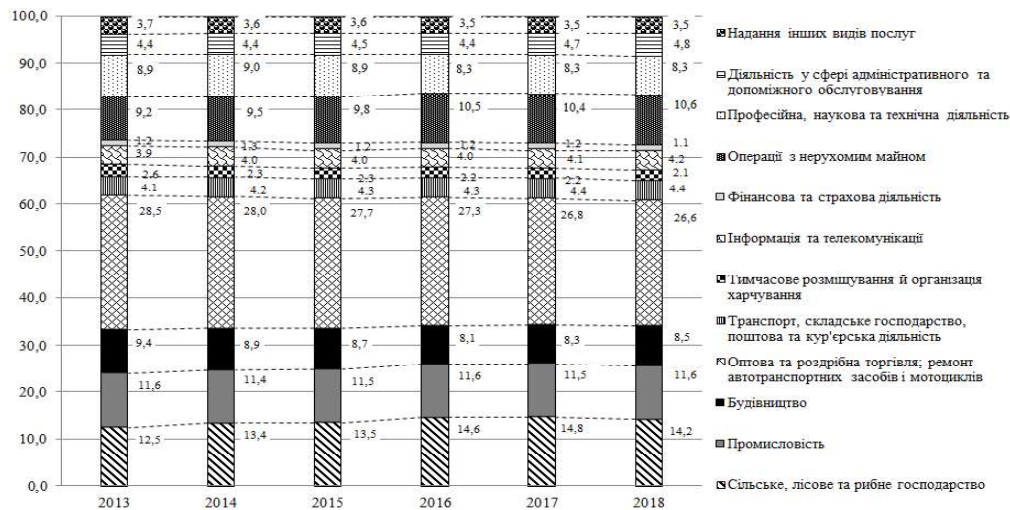 100,0
90,0
80,0
70,0
60,0
50,0
40,0
30,0
20,0
10,0
0,0
3,7 3,6 3,6 3,5 3,5 3,5
4,4 4,4 4,5 4,4 4,7 4,8
8,9 9,0 8,9 8,3 8,3 8,3
9,2 9,5 9,8 10,5 10,4 10,6
1,2 1,3 1,2 1,2 1,2 1,1
3,9 4,0 4,0 4,0 4,1 4,2
2,6 2,3 2,3 2,2 2,2 2,1
4,1 4,2 4,3 4,3 4,4 4,4
28,5 28,0 27,7 27,3 26,8 26,6
9,4 8,9 8,7 8,1 8,3 8,5
11,6 11,4 11,5 11,6 11,5 11,6
12,5 13,4 13,5 14,6 14,8 14,2
2013 2014 2015 2016 2017 2018
Надання інших видів послуг
Діяльність у сфері адміністративного та
допоміжного обслуговування
Професійна, наукова та технічна діяльність
Операції з нерухомим майном
Фінансова та страхова діяльність
Інформація та телекомунікації
Тимчасове розміщування й організація
харчування
Транспорт, складське господарство,
поштова та кур'єрська діяльність
Оптова та роздрібна торгівля; ремонт
автотранспортних засобів і мотоциклів
Будівництво
Промисловість
Сільське, лісове та рибне господарство